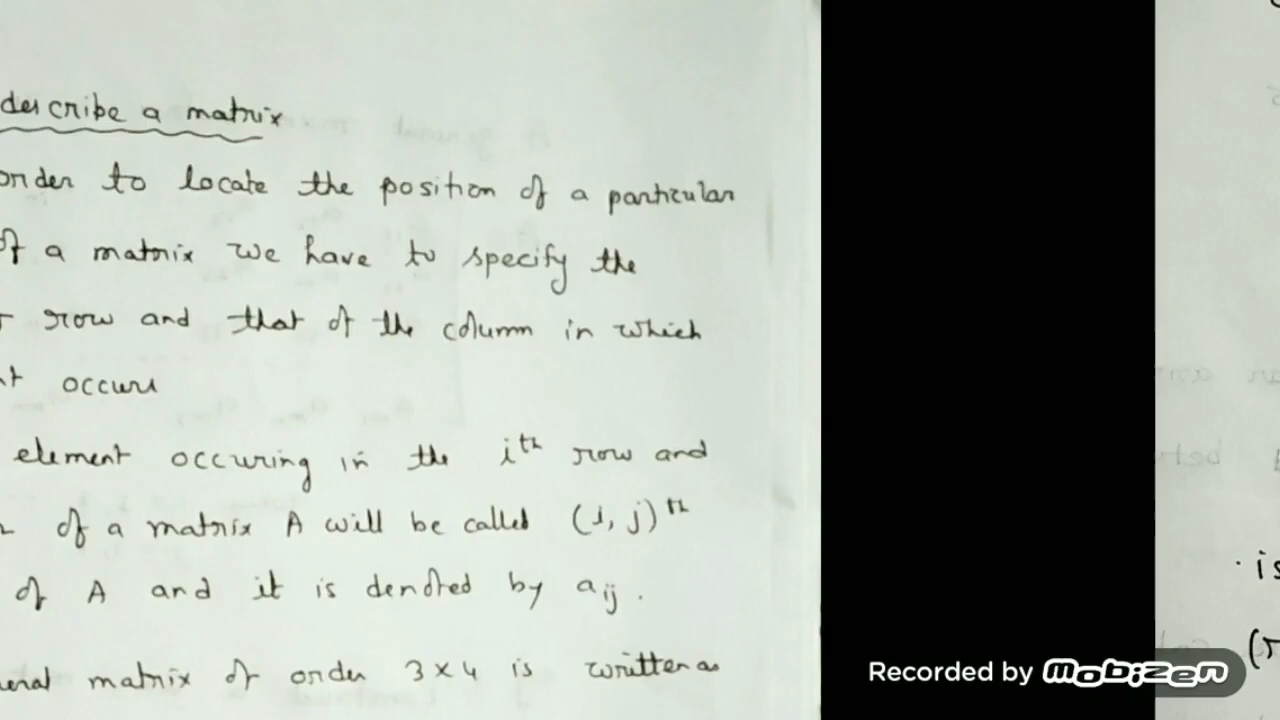 describe a matrix
order to locate the position of a particular
of a matrix we have to specify the
row and that of the column in which
occurs
element occuring in the ith row and
of a matrix A will be called (i, j)th
of A and it is denoted by aij.
matrix of order 3 × 4 is written as
Recorded by Mobizen
is